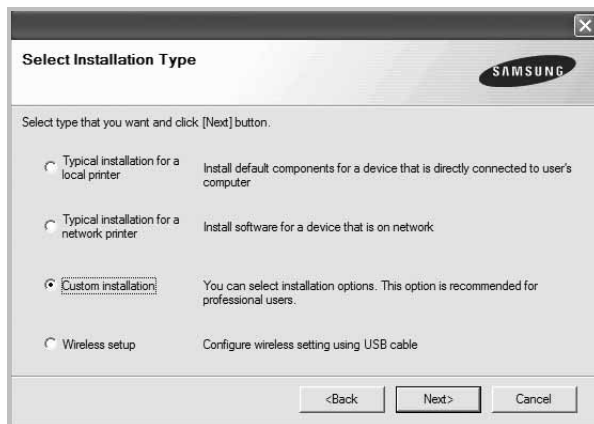 Select Installation Type
SAMSUNG
Select type that you want and click [Next] button.
Typical installation for a
local printer
Install default components for a device that is directly connected to user's
computer
Typical installation for a
network printer
Install software for a device that is on network
Custom installation
You can select installation options. This option is recommended for
professional users.
Wireless setup
Configure wireless setting using USB cable
<Back
Next>
Cancel